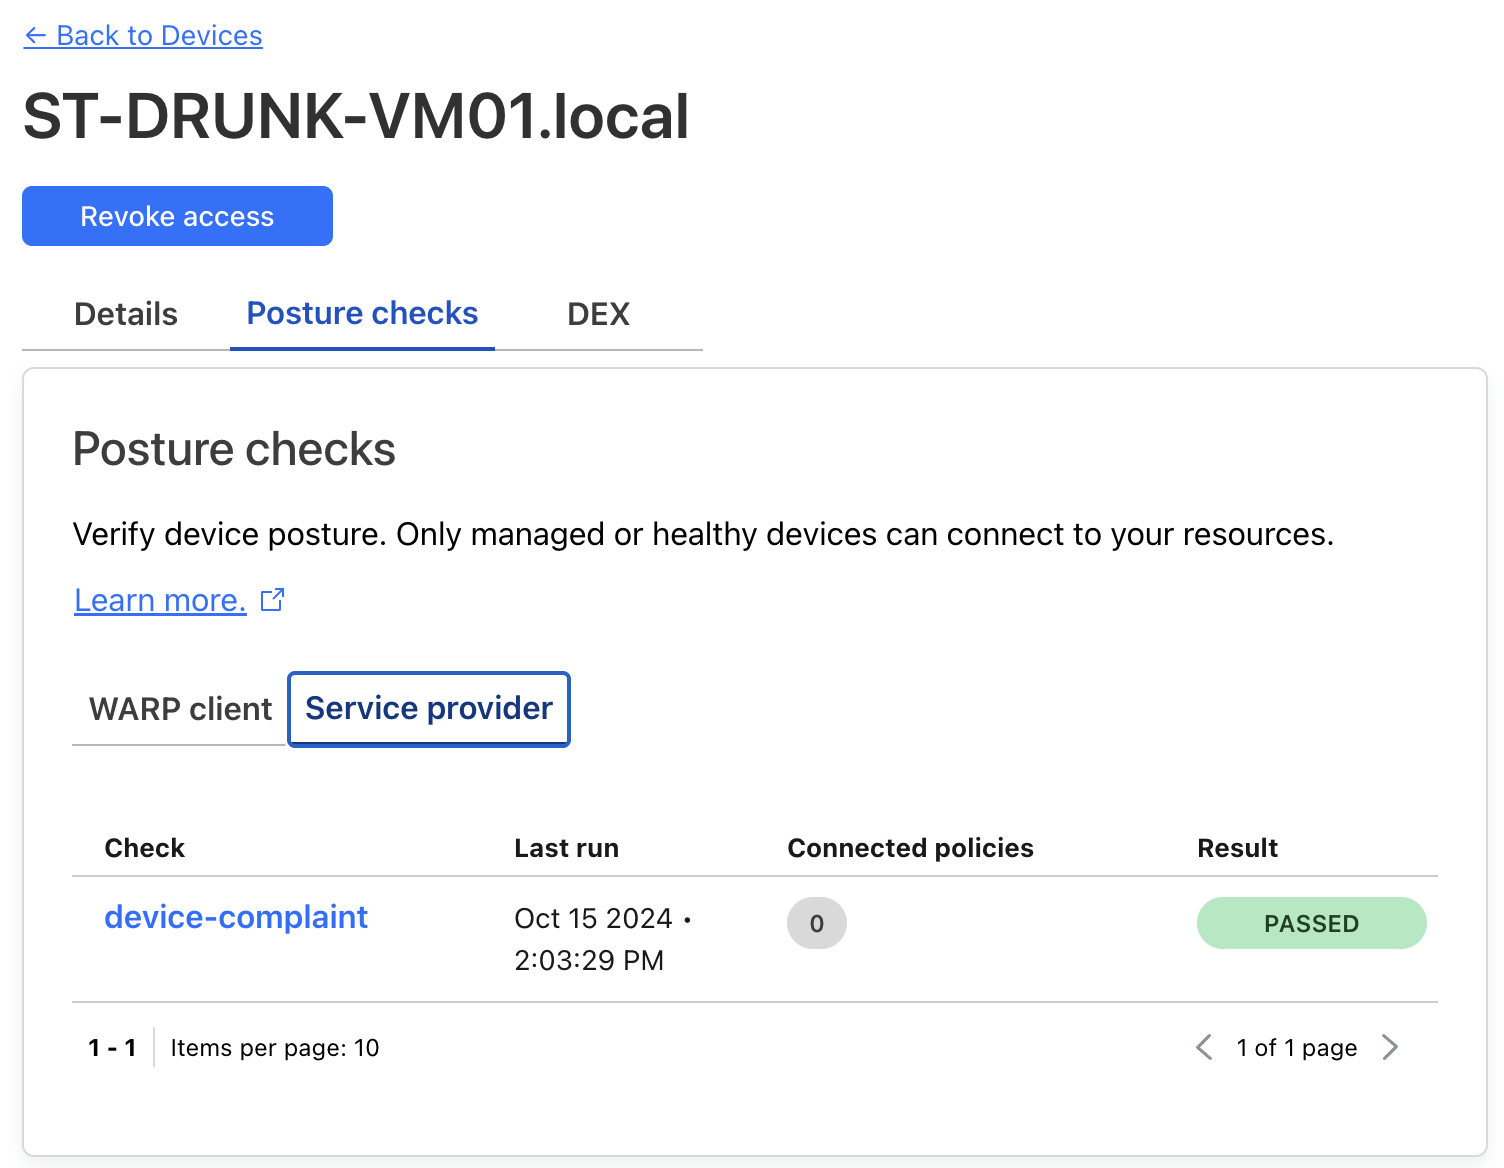 ← Back to Devices
ST-DRUNK-VM01.local
Revoke access
Details Posture checks DEX
Posture checks
Verify device posture. Only managed or healthy devices can connect to your resources.
Learn more.
WARP client Service provider
Check Last run Connected policies Result
device-complaint Oct 15 2024 • 0 PASSED
2:03:29 PM
1 - 1 Items per page: 10 1 of 1 page